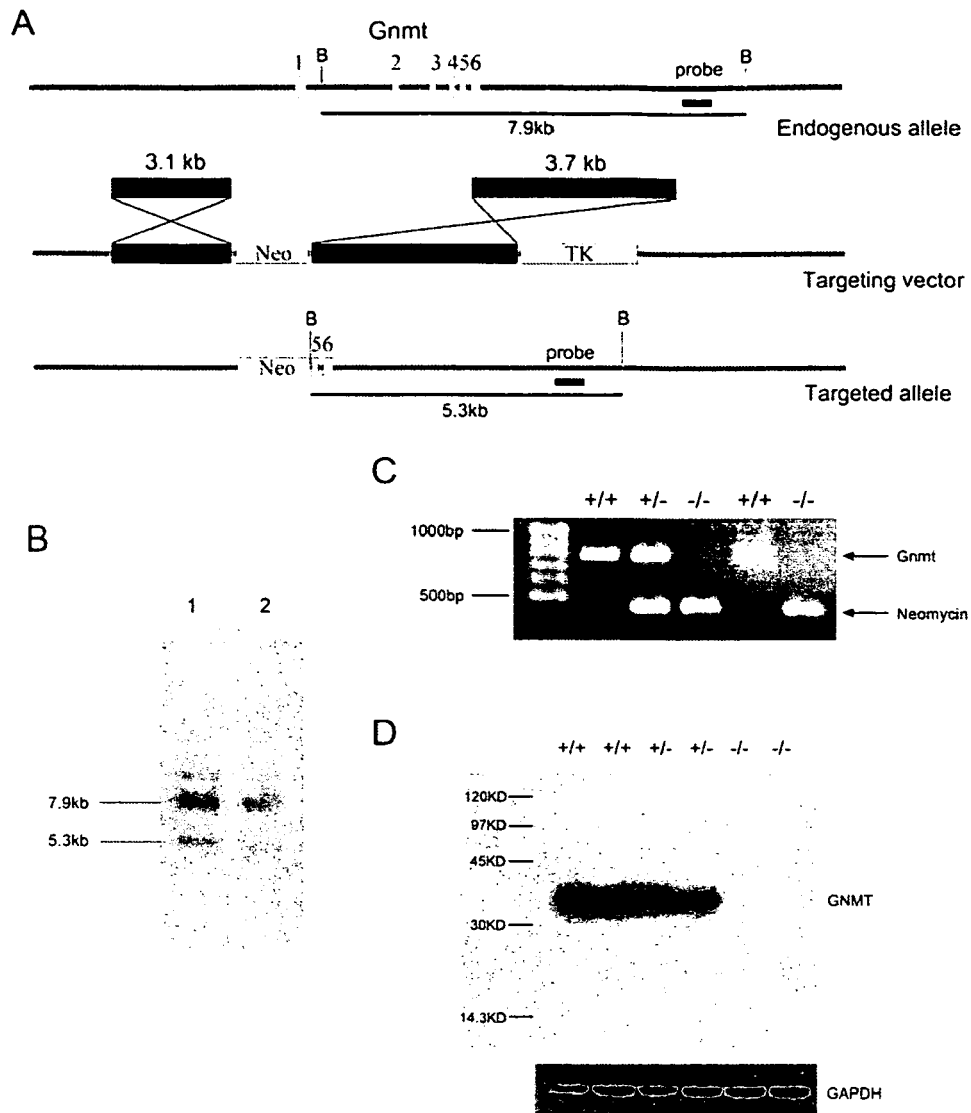 A
Gnmt
1 B 2 3 456 probe B
7.9kb
Endogenous allele
3.1 kb 3.7 kb
Neo TK
Targeting vector
B B
56
Neo probe
5.3kb
Targeted allele
B
1 2
7.9kb
5.3kb
C
+/+ +/- -/- +/+ -/-
1000bp
500bp
Gnmt
Neomycin
D
+/+ +/+ +/- +/- -/- -/-
120KD
97KD
45KD
30KD
14.3KD
GNMT
GAPDH